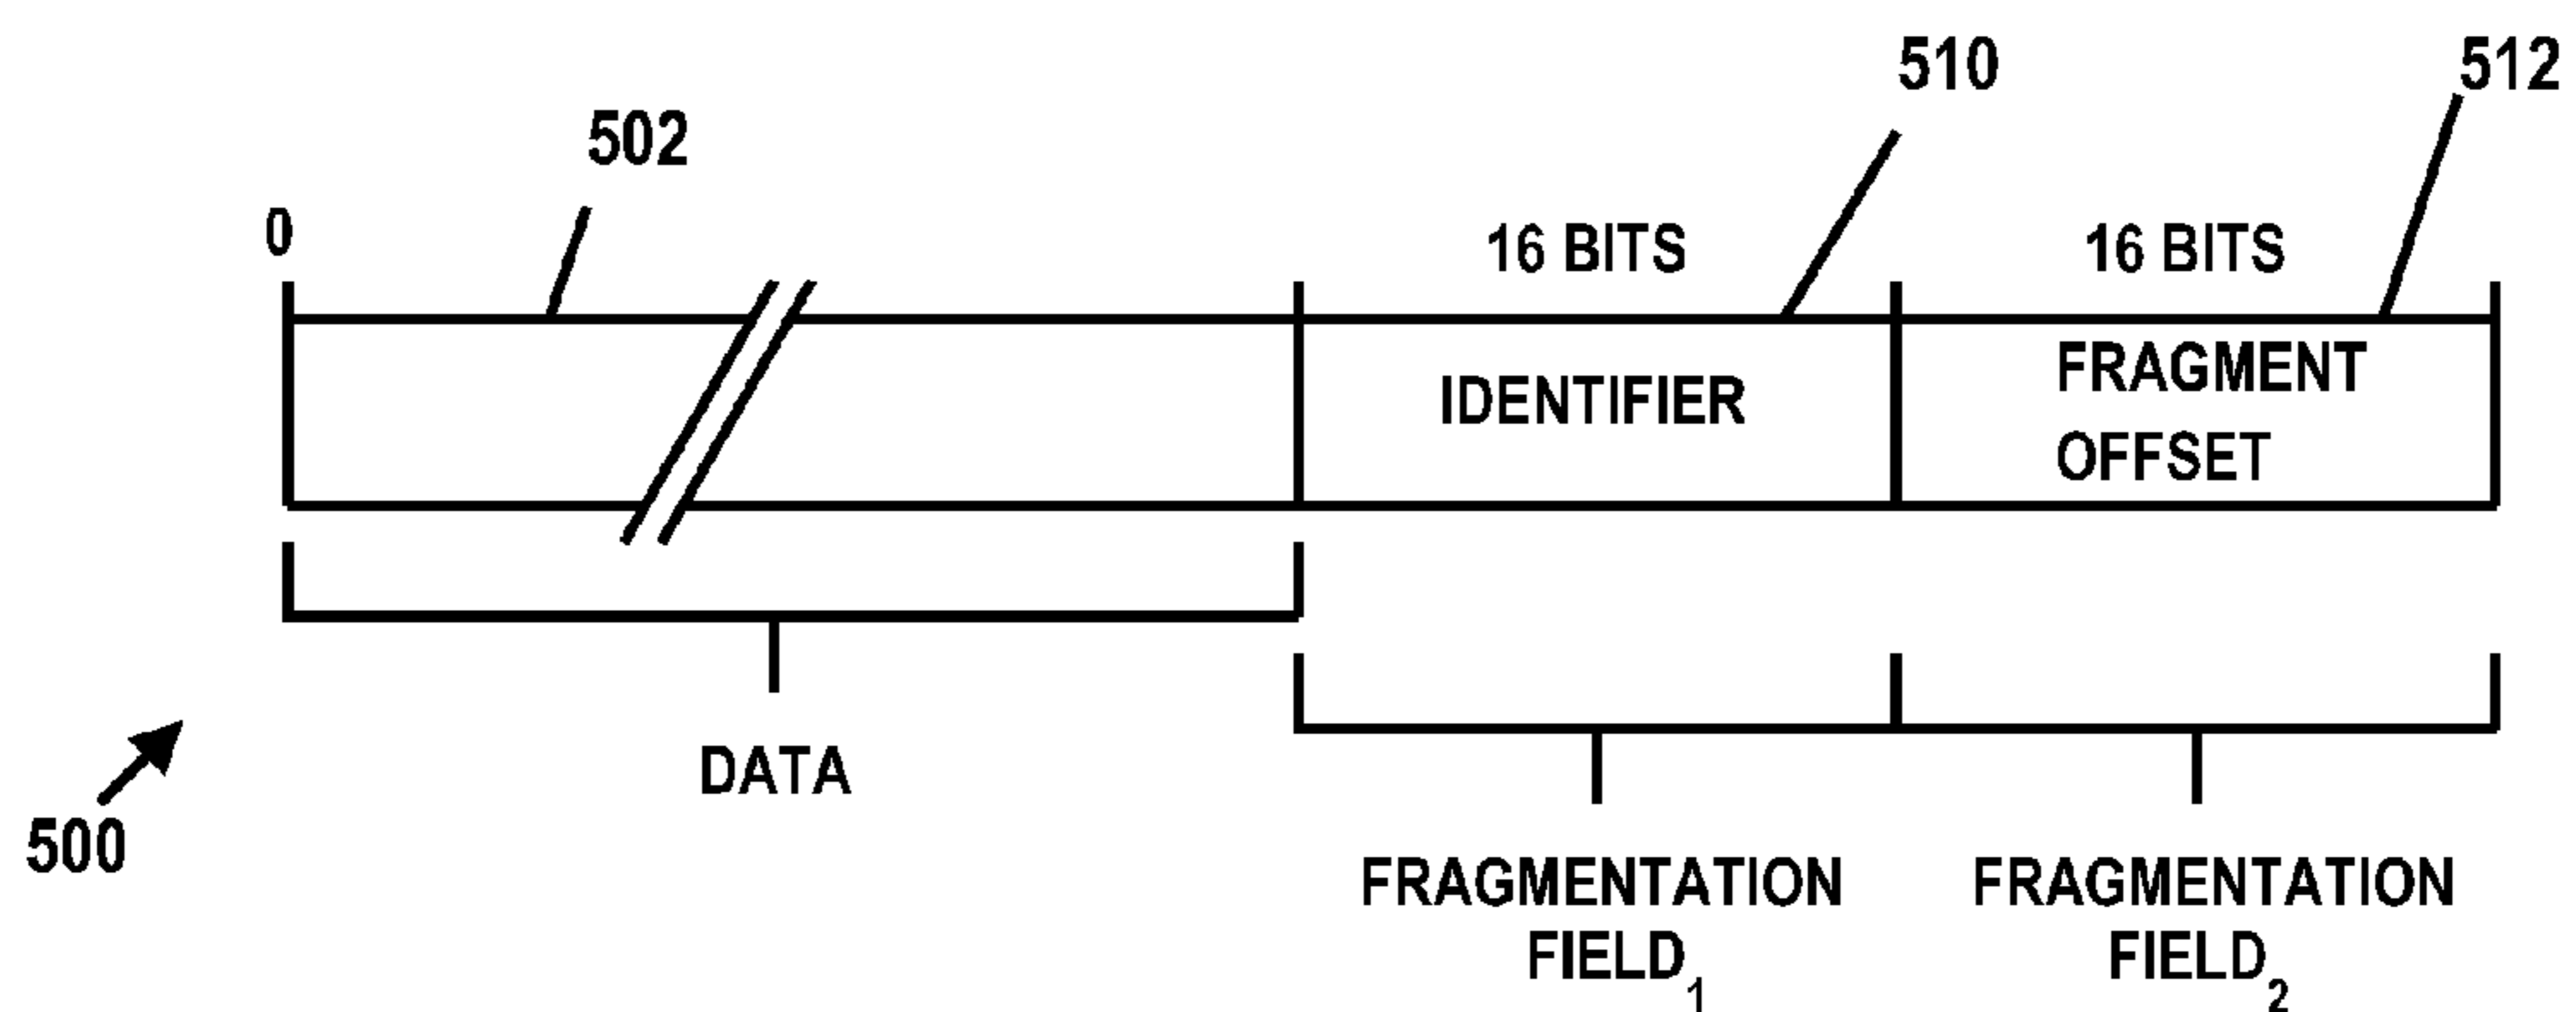 510
512
502
0
16 BITS
16 BITS
IDENTIFIER
FRAGMENT
OFFSET
DATA
500
FRAGMENTATION
FIELD1
FRAGMENTATION
FIELD2